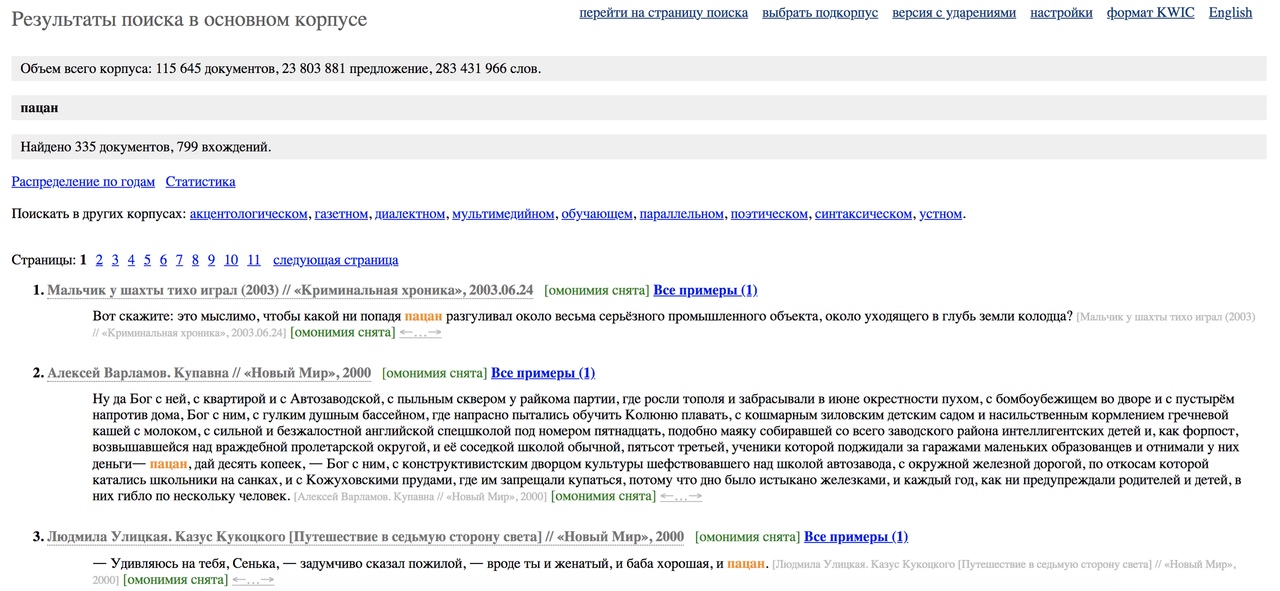 Результаты поиска в основном корпусе
перейти на страницу поиска выбрать подкорпус версия с ударениями настройки формат KWIC English
Объем всего корпуса: 115 645 документов, 23 803 881 предложение, 283 431 966 слов.
пацан
Найдено 335 документов, 799 вхождений.
Распределение по годам Статистика
Поискать в других корпусах: акцентологическом, газетном, диалектном, мультимедийном, обучающем, параллельном, поэтическом, синтаксическом, устном.
Страницы: 1 2 3 4 5 6 7 8 9 10 11 следующая страница
1. Мальчик у шахты тихо играл (2003) // «Криминальная хроника», 2003.06.24 [омонимия снята] Все примеры (1)
Вот скажите: это мыслимо, чтобы какой ни попадя пацан разгуливал около весьма серьёзного промышленного объекта, около уходящего в глубь земли колодца? [Мальчик у шахты тихо играл (2003)
// «Криминальная хроника», 2003.06.24] [омонимия снята] ←…→
2. Алексей Варламов. Купавна // «Новый Мир», 2000 [омонимия снята] Все примеры (1)
Ну да Бог с ней, с квартирой и с Автозаводской, с пыльным сквером у райкома партии, где росли тополя и забрасывали в июне окрестности пухом, с бомбоубежищем во дворе и с пустырём
напротив дома, Бог с ним, с гулким душным бассейном, где напрасно пытались обучить Колюню плавать, с кошмарным зиловским детским садом и насильственным кормлением гречневой
кашей с молоком, с сильной и безжалостной английской спецшколой под номером пятнадцать, подобно маяку собиравшей со всего заводского района интеллигентских детей и, как форпост,
возвышавшейся над враждебной пролетарской округой, и её соседкой школой обычной, пятьсот третьей, ученики которой поджидали за гаражами маленьких образованцев и отнимали у них
деньги— пацан, дай десять копеек, — Бог с ним, с конструктивистским дворцом культуры шефствовавшего над школой автозавода, с окружной железной дорогой, по откосам которой
катались школьники на санках, и с Кожуховскими прудами, где им запрещали купаться, потому что дно было истыкано железками, и каждый год, как ни предупреждали родителей и детей, в
них гибло по нескольку человек. [Алексей Варламов. Купавна // «Новый Мир», 2000] [омонимия снята] ←…→
3. Людмила Улицкая. Казус Кукоцкого [Путешествие в седьмую сторону света] // «Новый Мир», 2000 [омонимия снята] Все примеры (1)
— Удивляюсь на тебя, Сенька, — задумчиво сказал пожилой, — вроде ты и женатый, и баба хорошая, и пацан. [Людмила Улицкая. Казус Кукоцкого [Путешествие в седьмую сторону света] // «Новый Мир»,
2000] [омонимия снята] ←…→